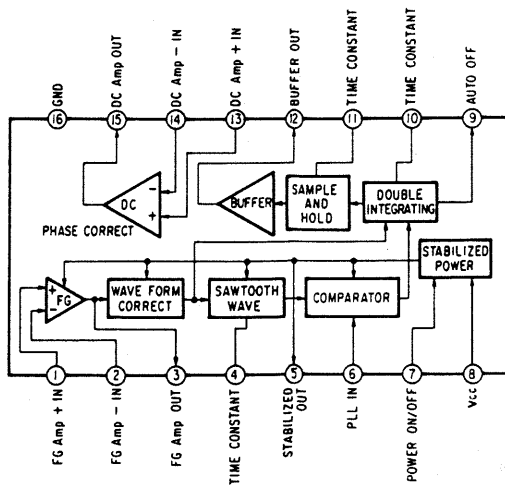 GND
DC Amp OUT
DC Amp - IN
DC Amp + IN
BUFFER OUT
TIME CONSTANT
TIME CONSTANT
AUTO OFF
16
15
14
13
12
11
10
9
-
DC
+
PHASE CORRECT
BUFFER
SAMPLE
AND
HOLD
DOUBLE
INTEGRATING
STABILIZED
POWER
+
FG
-
WAVE FORM
CORRECT
SAWTOOTH
WAVE
COMPARATOR
1
2
3
4
5
6
7
8
FG Amp + IN
FG Amp - IN
FG Amp OUT
TIME CONSTANT
STABILIZED
OUT
PLL IN
POWER ON/OFF
Vcc